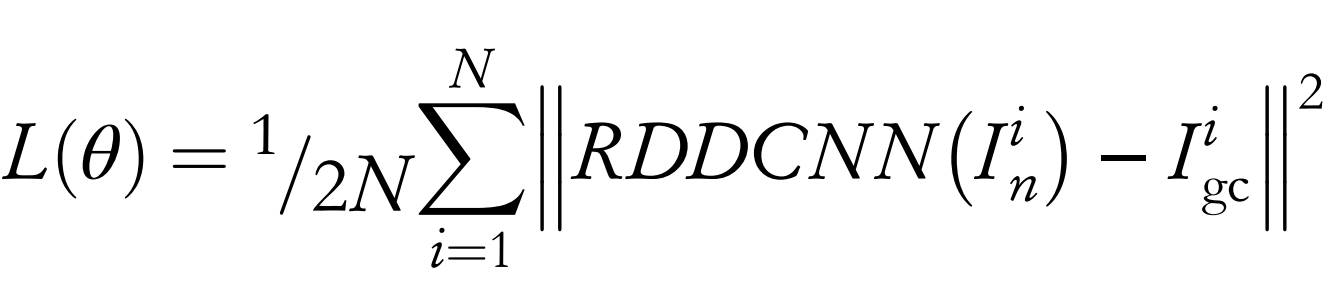 L(θ) = 1/2N ∑_{i=1}^{N} ‖RDDCNN(I_n^i) − I_gc^i‖^2